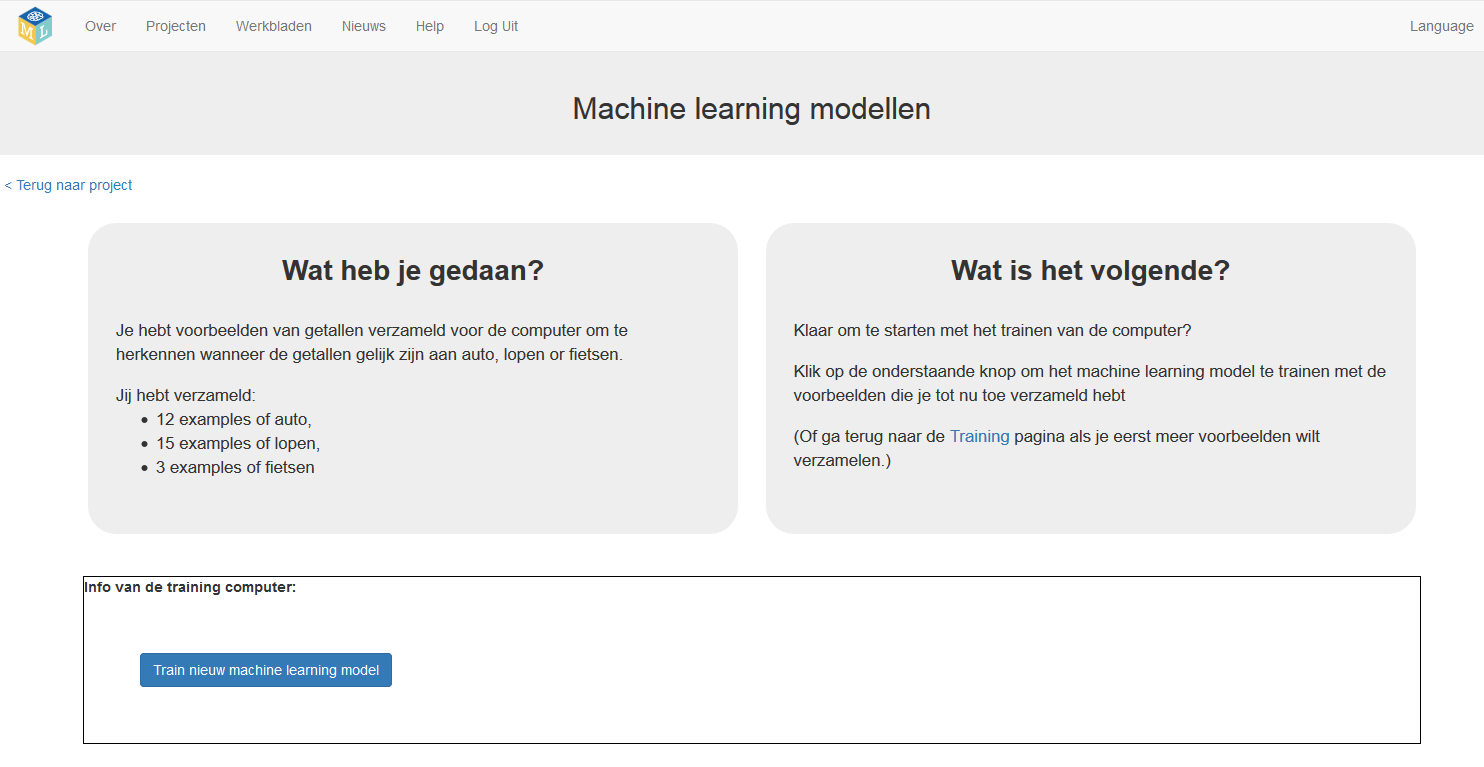 M L
Over
Projecten
Werkbladen
Nieuws
Help
Log Uit
Language
Machine learning modellen
< Terug naar project
Wat heb je gedaan?
Je hebt voorbeelden van getallen verzameld voor de computer om te
herkennen wanneer de getallen gelijk zijn aan auto, lopen or fietsen.
Jij hebt verzameld:
• 12 examples of auto,
• 15 examples of lopen,
• 3 examples of fietsen
Wat is het volgende?
Klaar om te starten met het trainen van de computer?
Klik op de onderstaande knop om het machine learning model te trainen met de
voorbeelden die je tot nu toe verzameld hebt
(Of ga terug naar de Training pagina als je eerst meer voorbeelden wilt
verzamelen.)
Info van de training computer:
Train nieuw machine learning model